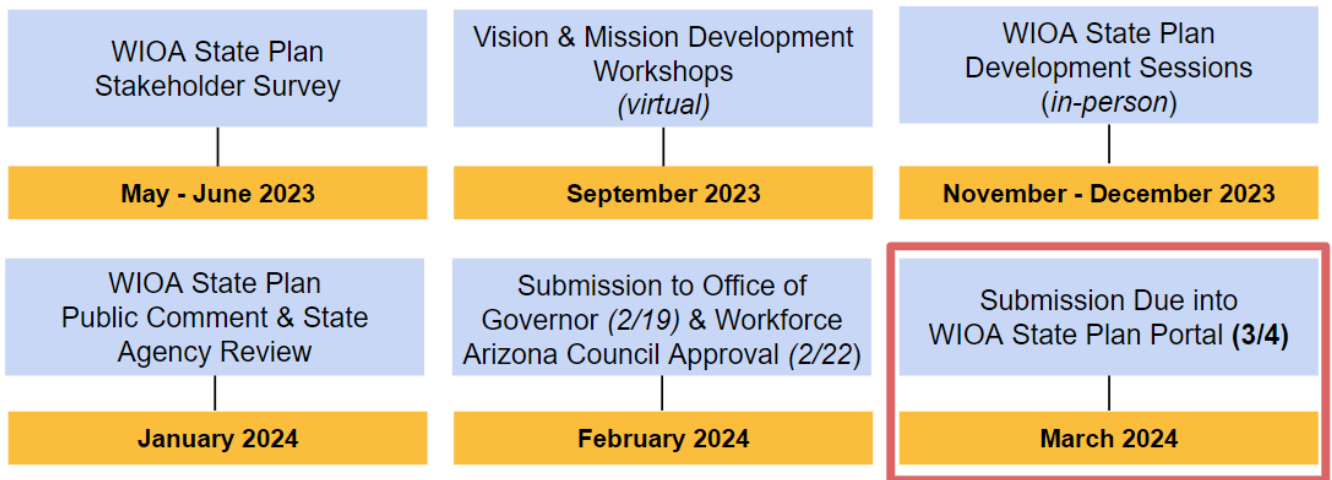 WIOA State Plan
Stakeholder Survey
May - June 2023
Vision & Mission Development
Workshops
(virtual)
September 2023
WIOA State Plan
Development Sessions
(in-person)
November - December 2023
WIOA State Plan
Public Comment & State
Agency Review
January 2024
Submission to Office of
Governor (2/19) & Workforce
Arizona Council Approval (2/22)
February 2024
Submission Due into
WIOA State Plan Portal (3/4)
March 2024